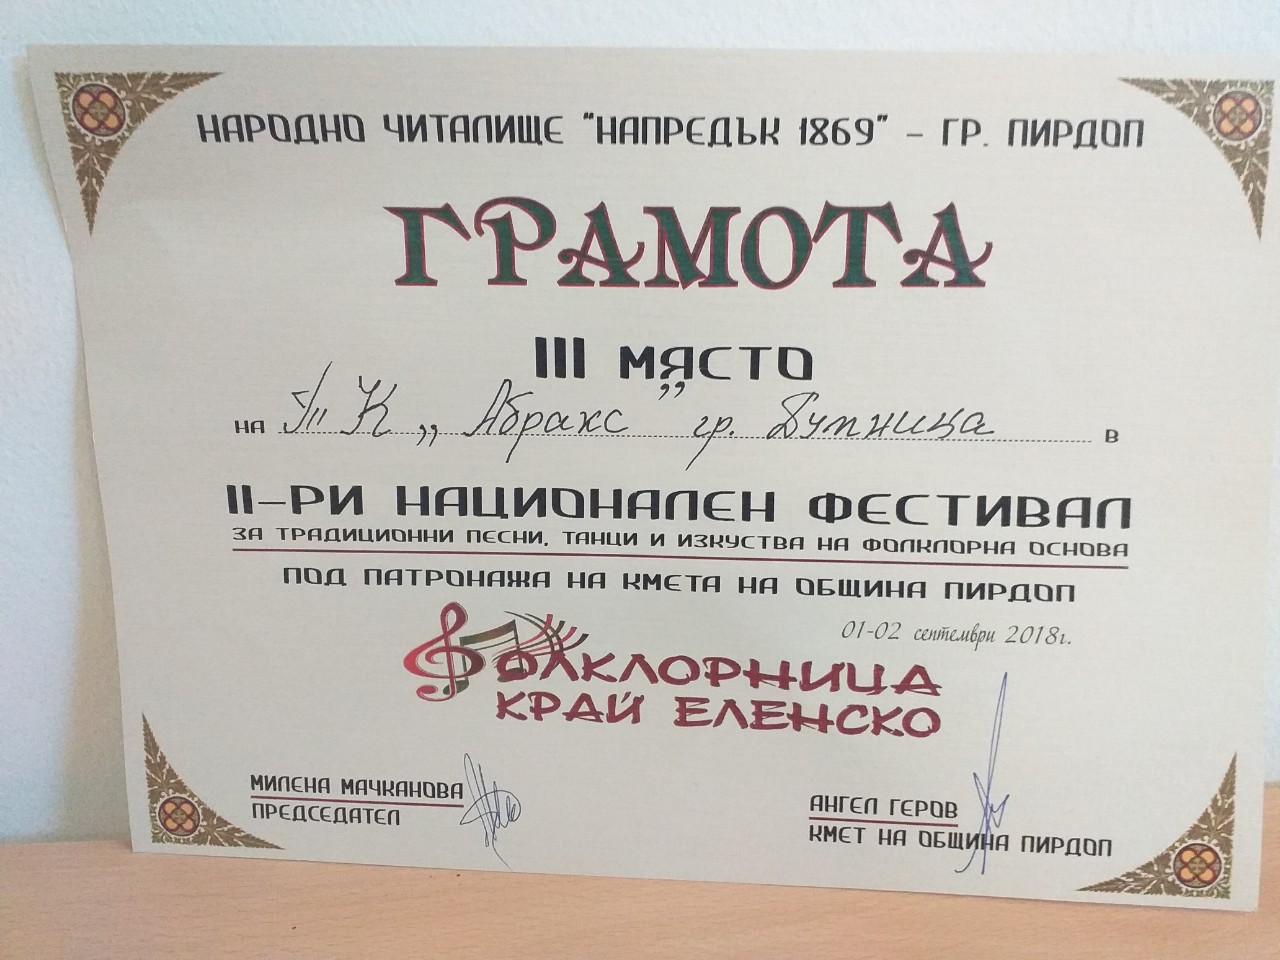 НАРОДНО ЧИТАЛИЩЕ "НАПРЕДЪК 1869" - ГР. ПИРДОП
ГРАМОТА
III МЯСТО
на ТК „Абракс" гр. Дупница в
II-РИ НАЦИОНАЛЕН ФЕСТИВАЛ
ЗА ТРАДИЦИОННИ ПЕСНИ, ТАНЦИ И ИЗКУСТВА НА ФОЛКЛОРНА ОСНОВА
ПОД ПАТРОНАЖА НА КМЕТА НА ОБЩИНА ПИРДОП
01-02 септември 2018г.
ФОЛКЛОРНИЦА
КРАЙ ЕЛЕНСКО
МИЛЕНА МАЧКАНОВА
ПРЕДСЕДАТЕЛ
АНГЕЛ ГЕРОВ
КМЕТ НА ОБЩИНА ПИРДОП